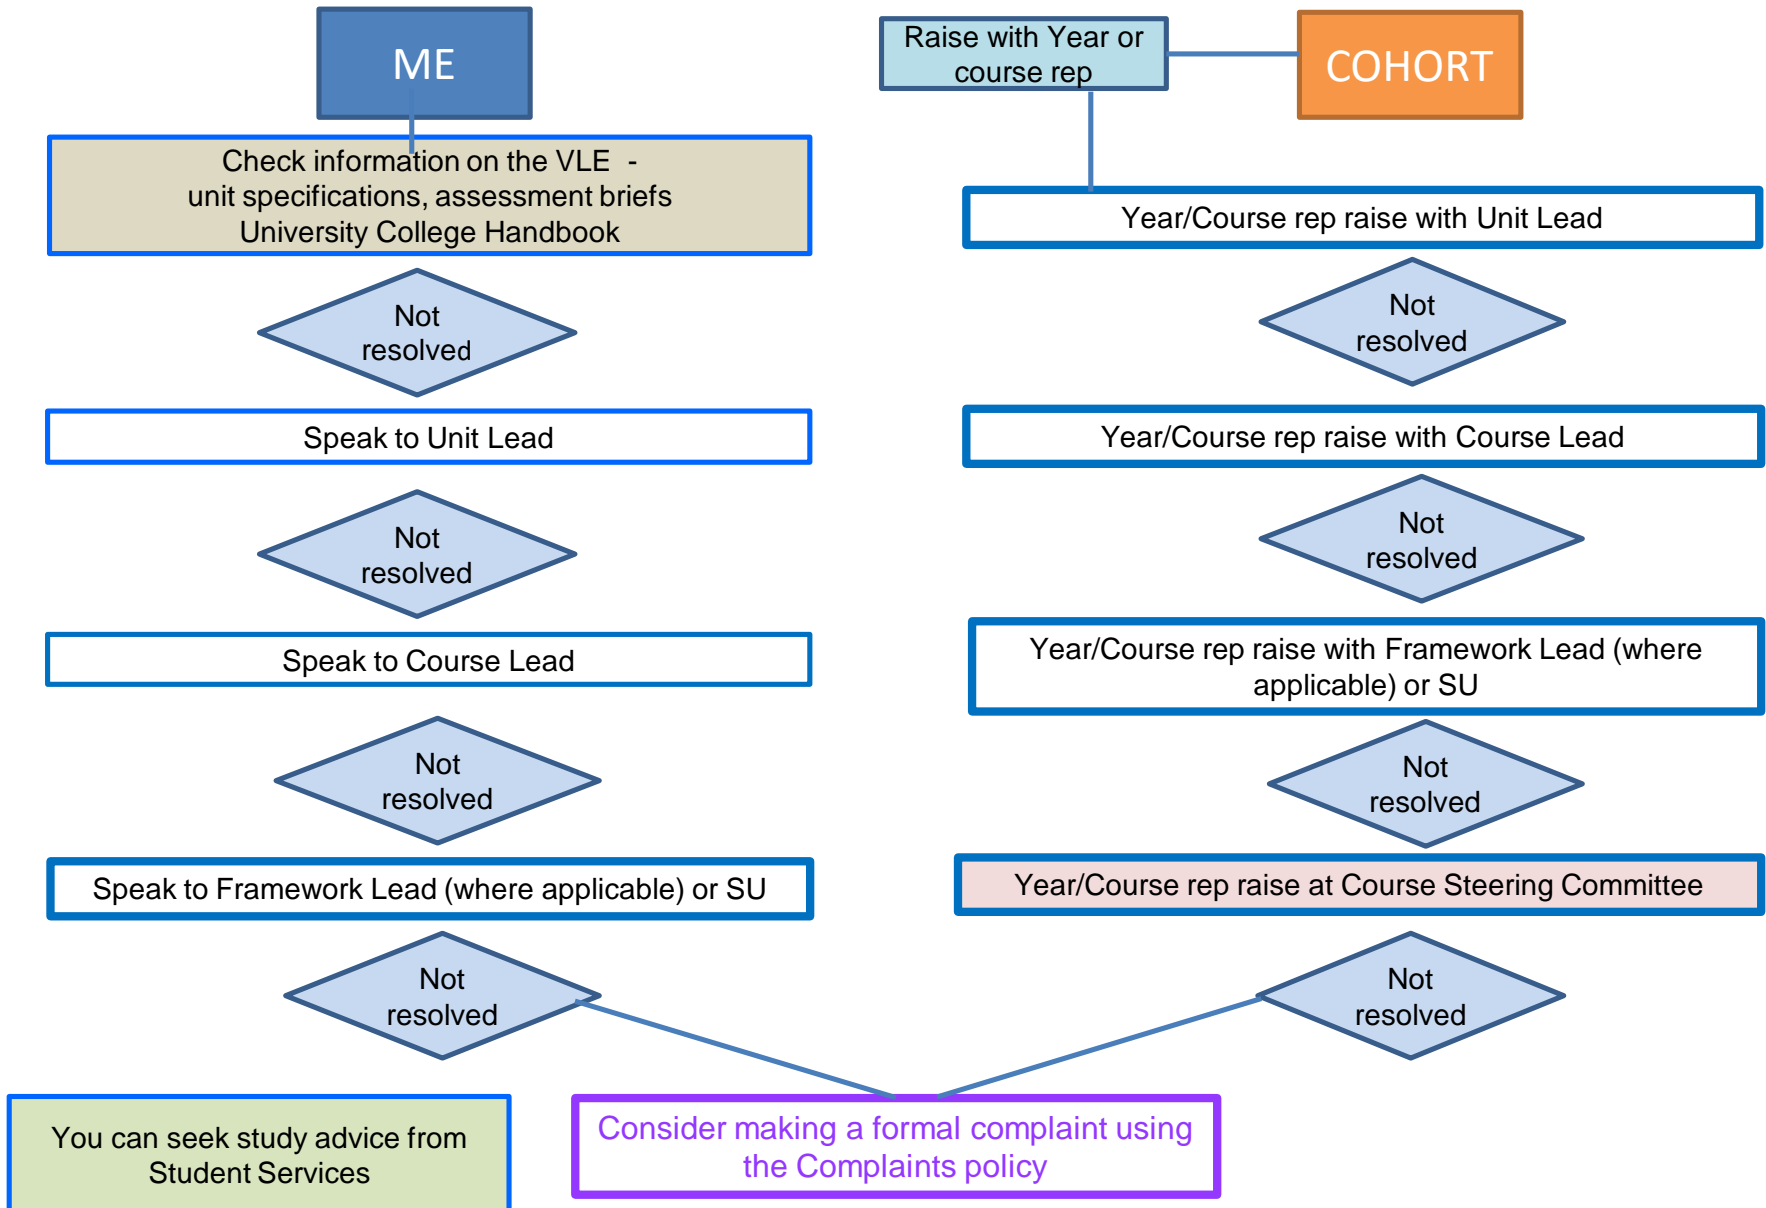 ME
Check information on the VLE -
unit specifications, assessment briefs
University College Handbook
Not
resolved
Speak to Unit Lead
Not
resolved
Speak to Course Lead
Not
resolved
Speak to Framework Lead (where applicable) or SU
Not
resolved
You can seek study advice from
Student Services
COHORT
Raise with Year or
course rep
Year/Course rep raise with Unit Lead
Not
resolved
Year/Course rep raise with Course Lead
Not
resolved
Year/Course rep raise with Framework Lead (where
applicable) or SU
Not
resolved
Year/Course rep raise at Course Steering Committee
Not
resolved
Consider making a formal complaint using
the Complaints policy